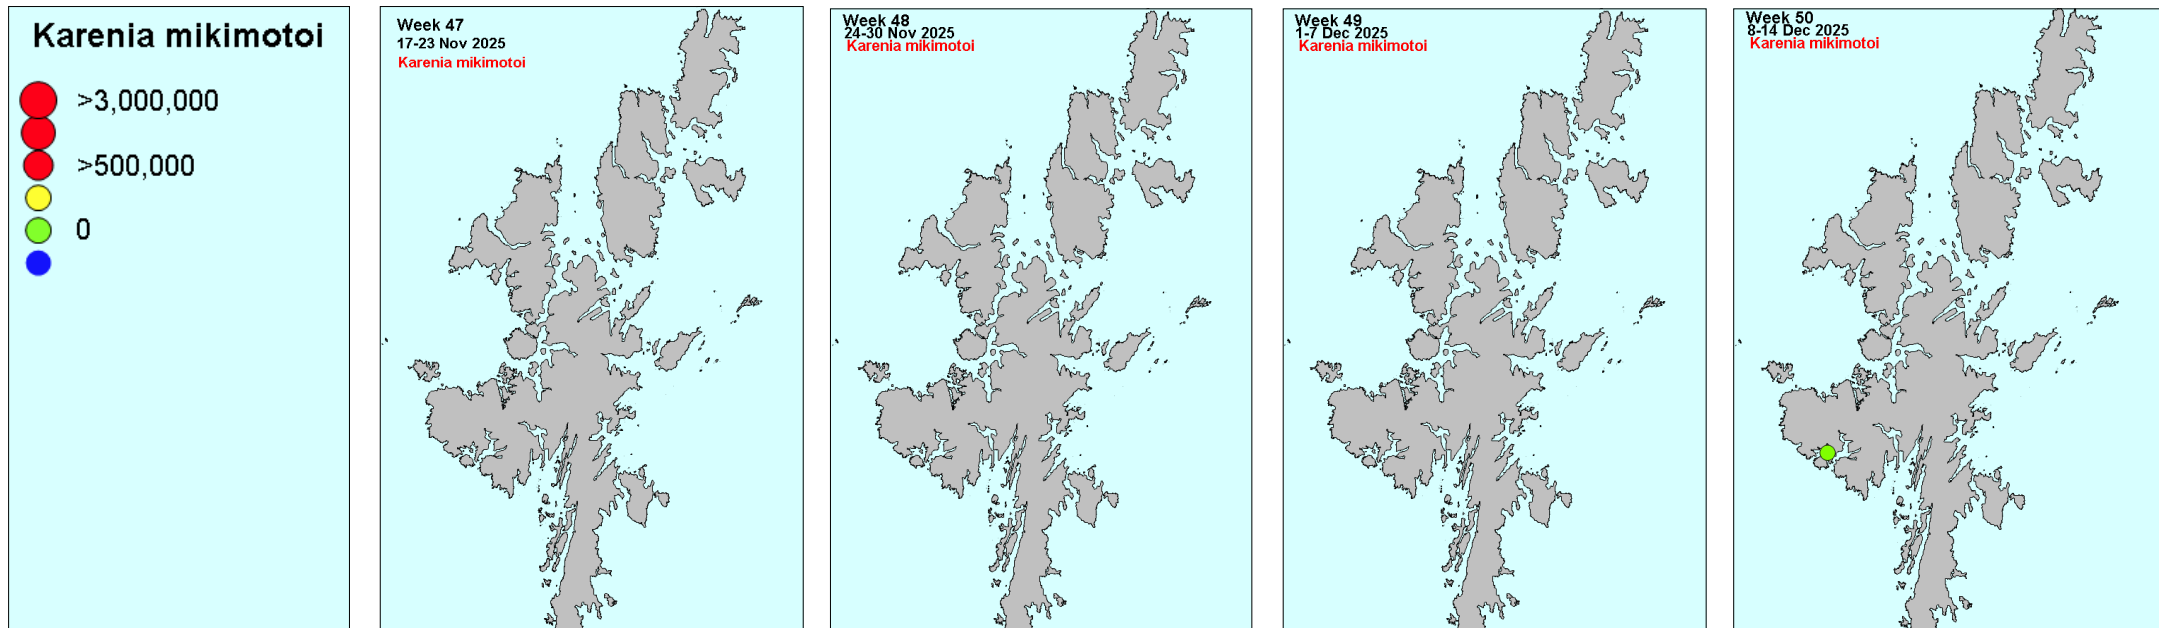 Karenia mikimotoi
>3,000,000
>500,000
0
Week 47
17-23 Nov 2025
Karenia mikimotoi
Week 48
24-30 Nov 2025
Karenia mikimotoi
Week 49
1-7 Dec 2025
Karenia mikimotoi
Week 50
8-14 Dec 2025
Karenia mikimotoi